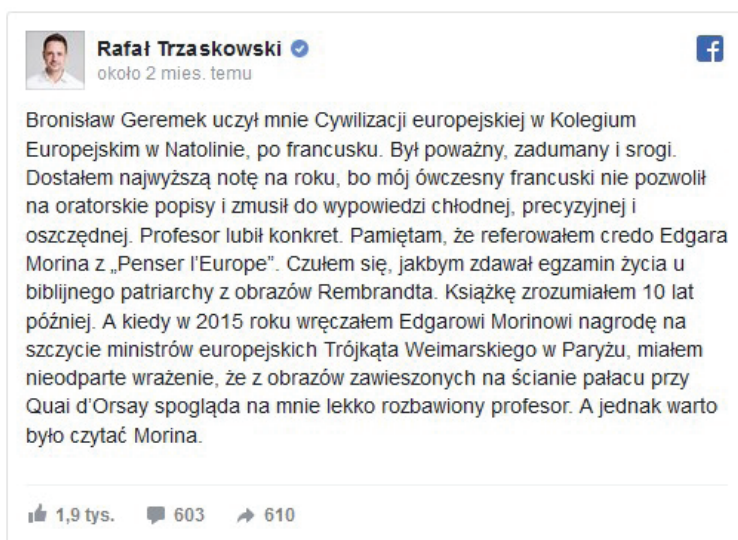 Rafał Trzaskowski
około 2 mies. temu
Bronisław Geremek uczył mnie Cywilizacji europejskiej w Kolegium
Europejskim w Natolinie, po francusku. Był poważny, zadumany i srogi.
Dostałem najwyższą notę na roku, bo mój ówczesny francuski nie pozwolił
na oratorskie popisy i zmusił do wypowiedzi chłodnej, precyzyjnej i
oszczędnej. Profesor lubił konkret. Pamiętam, że referowałem credo Edgara
Morina z „Penser l’Europe”. Czułem się, jakbym zdawał egzamin życia u
biblijnego patriarchy z obrazów Rembrandta. Książkę zrozumiałem 10 lat
później. A kiedy w 2015 roku wręczałem Edgarowi Morinowi nagrodę na
szczycie ministrów europejskich Trójkąta Weimarskiego w Paryżu, miałem
nieodparte wrażenie, że z obrazów zawieszonych na ścianie pałacu przy
Quai d’Orsay spogląda na mnie lekko rozbawiony profesor. A jednak warto
było czytać Morina.
1,9 tys. 603 610